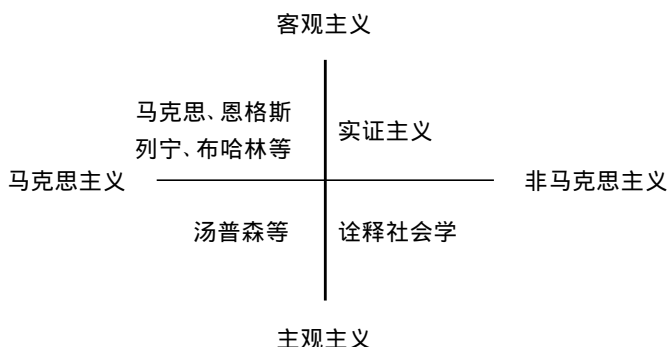 客观主义
马克思、恩格斯
列宁、布哈林等
实证主义
马克思主义
非马克思主义
汤普森等
诠释社会学
主观主义